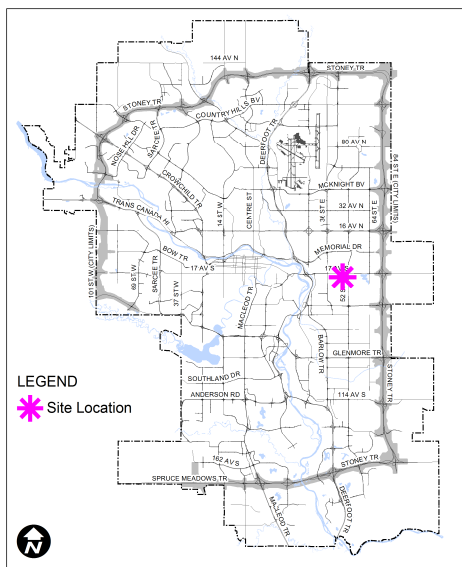 144 AV N
STONEY TR
STONEY TR
COUNTRY HILLS BV
NOSE HILL DR
SARCEE TR
DEERFOOT TR
80 AV N
CROWCHILD TR
MCKNIGHT BV
64 ST E (CITY LIMITS)
TRANS CANADA HI
14 ST W
CENTRE ST
36 ST E
32 AV N
64 ST E
16 AV N
MEMORIAL DR
BOW TR
17 AV S
101 ST W (CITY LIMITS)
69 ST W
SARCEE TR
37 ST W
MACLEOD TR
52 S
BARLOW TR
GLENMORE TR
STONEY TR
LEGEND
Site Location
SOUTHLAND DR
ANDERSON RD
114 AV S
162 AV S
STONEY TR
SPRUCE MEADOWS TR
MACLEOD TR
DEERFOOT TR
N